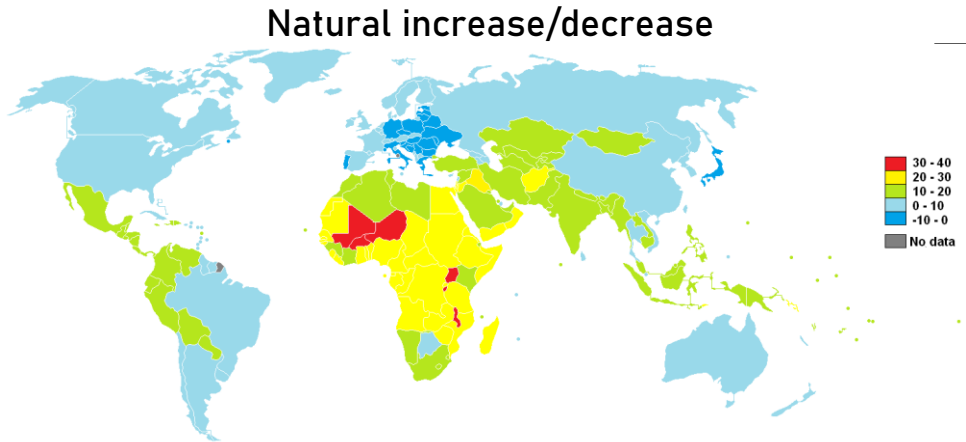 Natural increase/decrease
30 - 40
20 - 30
10 - 20
0 - 10
-10 - 0
No data